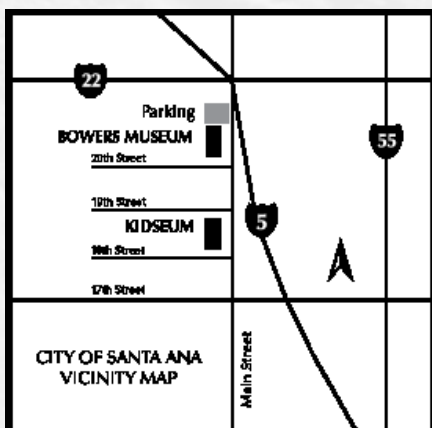 22
Parking
BOWERS MUSEUM
20th Street
55
19th Street
KIDSEUM
5
18th Street
17th Street
CITY OF SANTA ANA
VICINITY MAP
Main Street